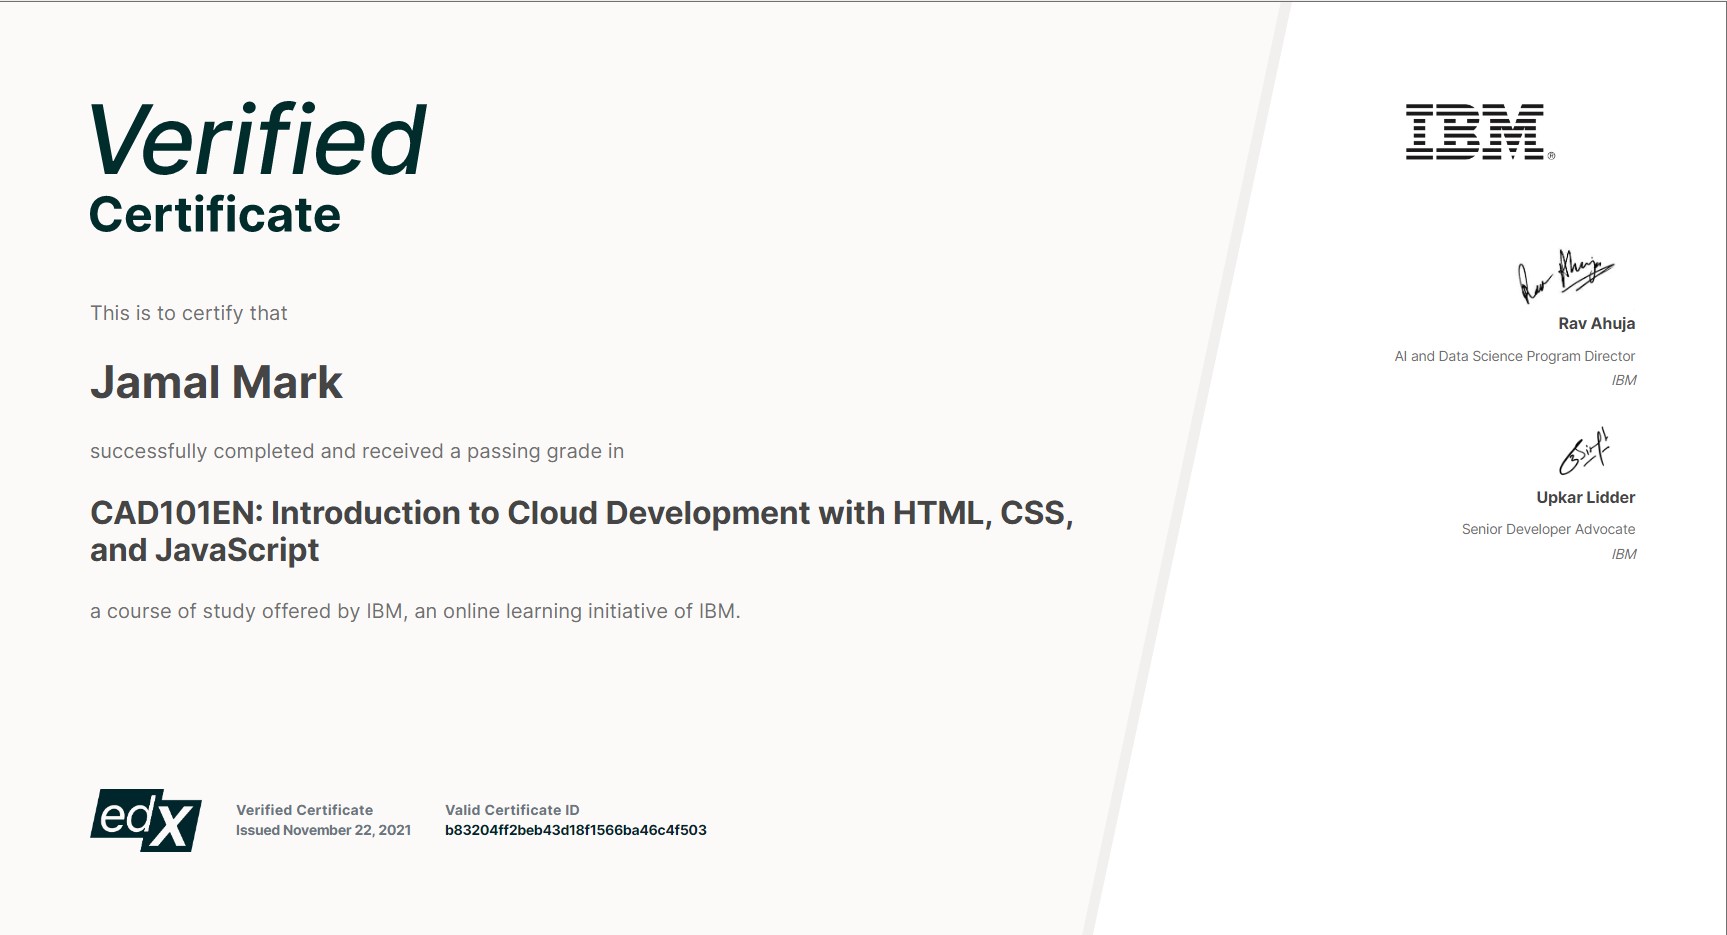 Verified
Certificate
This is to certify that
Jamal Mark
successfully completed and received a passing grade in
CAD101EN: Introduction to Cloud Development with HTML, CSS,
and JavaScript
a course of study offered by IBM, an online learning initiative of IBM.
edX
Verified Certificate
Issued November 22, 2021
Valid Certificate ID
b83204ff2beb43d18f1566ba46c4f503
IBM®
Rav Ahuja
Rav Ahuja
AI and Data Science Program Director
IBM
Upkar Lidder
Senior Developer Advocate
IBM